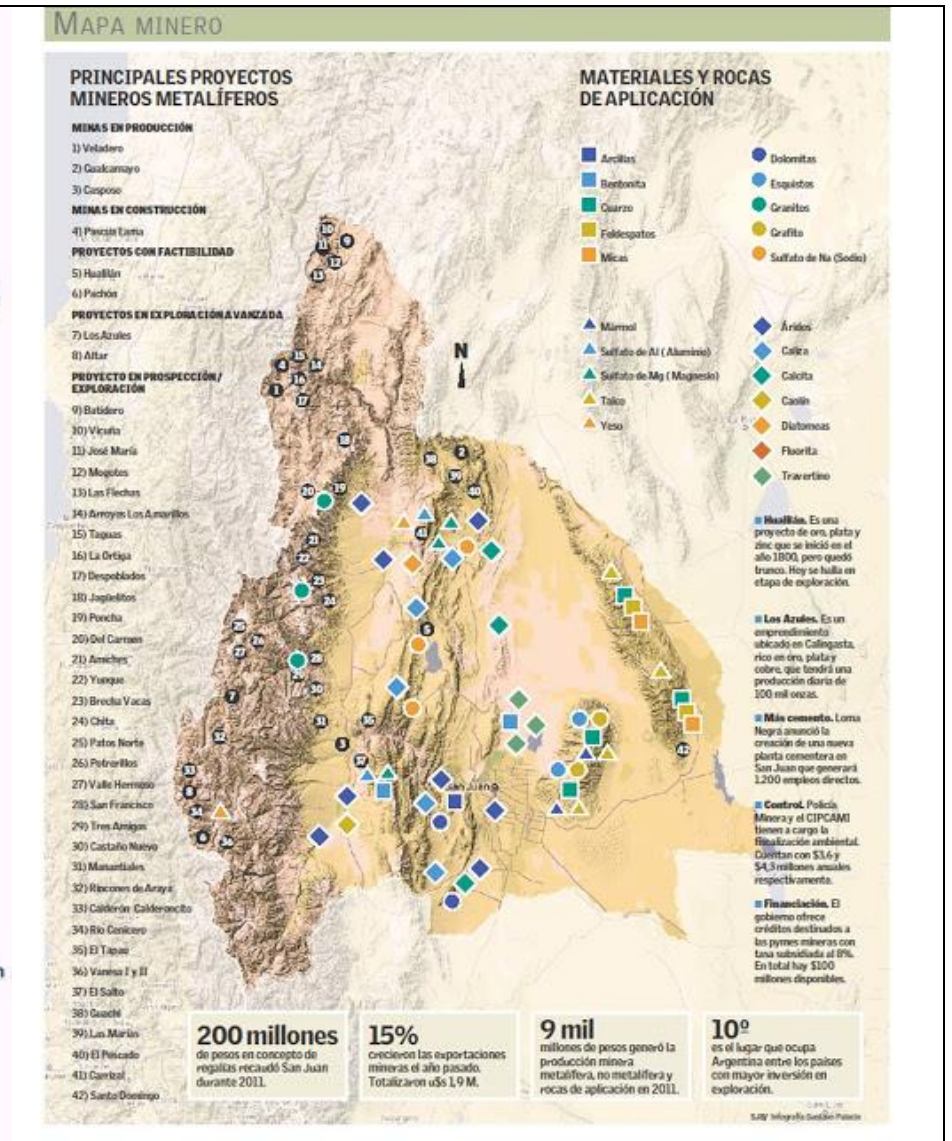 MAPA MINERO
PRINCIPALES PROYECTOS
MINEROS METALÍFEROS
MINAS EN PRODUCCIÓN
1) Veladero
2) Gualcamayo
3) Casposo
MINAS EN CONSTRUCCIÓN
4) Pascua Lama
PROYECTOS CON FACTIBILIDAD
5) Hualilán
6) Pachón
PROYECTOS EN EXPLORACIÓN AVANZADA
7) Los Azules
8) Altar
PROYECTO EN PROSPECCIÓN/
EXPLORACIÓN
9) Batidero
10) Vicuña
11) José María
12) Mogotes
13) Las Flechas
14) Arroyos Los Amarillos
15) Taguas
16) La Ortiga
17) Despoblados
18) Jagüelitos
19) Poncha
20) Del Carmen
21) Amiches
22) Yunque
23) Brecha Vacas
24) Chita
25) Patos Norte
26) Potrerillos
27) Valle Hermoso
28) San Francisco
29) Tres Amigos
30) Castaño Nuevo
31) Manantiales
32) Rincones de Araya
33) Calderón Calderoncito
34) Río Cenicero
35) El Tapau
36) Vanesa I y II
37) El Salto
38) Guachi
39) Las Marías
40) El Pescado
41) Carrizal
42) Santo Domingo
MATERIALES Y ROCAS
DE APLICACIÓN
Arcillas
Bentonita
Cuarzo
Feldespatos
Micas
Dolomitas
Esquistos
Granitos
Grafito
Sulfato de Na (Sodio)
Mármol
Sulfato de Al (Aluminio)
Sulfato de Mg (Magnesio)
Talco
Yeso
Áridos
Caliza
Calcita
Caolín
Diatomeas
Fluorita
Travertino
N
San Juan
Hualilán. Es una
proyecto de oro, plata y
zinc que se inició en el
año 1800, pero quedó
trunco. Hoy se halla en
etapa de exploración.
Los Azules. Es un
emprendimiento
ubicado en Calingasta,
rico en oro, plata y
cobre, que tendrá una
producción diaria de
100 mil onzas.
Más cemento. Loma
Negra anunció la
creación de una nueva
planta cementera en
San Juan que generará
1.200 empleos directos.
Control. Policía
Minera y el CIPCAMI
tienen a cargo la
fiscalización ambiental.
Cuentan con $3,6 y
$4,3 millones anuales
respectivamente.
Financiación. El
gobierno ofrece
créditos destinados a
las pymes mineras con
tasa subsidiada al 8%.
En total hay $100
millones disponibles.
200 millones
de pesos en concepto de
regalías recaudó San Juan
durante 2011.
15%
crecieron las exportaciones
mineras el año pasado.
Totalizaron u$s 1,9 M.
9 mil
millones de pesos generó la
producción minera
metalífera, no metalífera y
rocas de aplicación en 2011.
10º
es el lugar que ocupa
Argentina entre los países
con mayor inversión en
exploración.